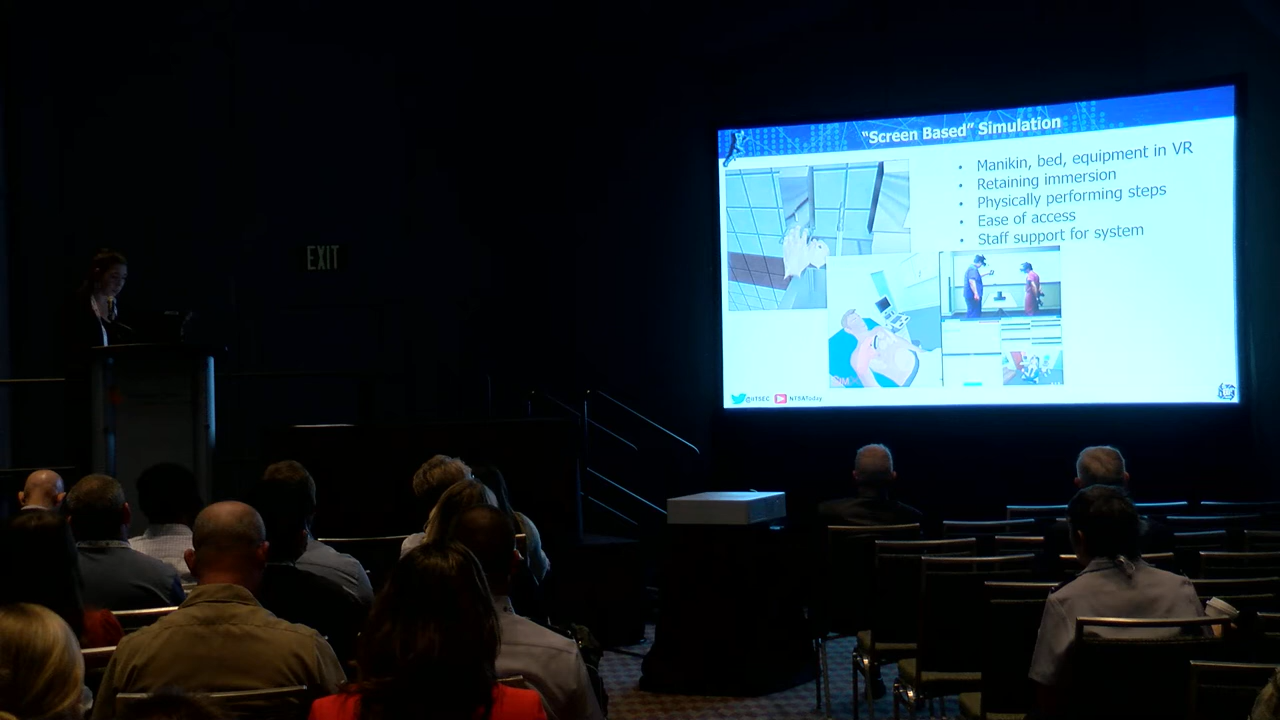 "Screen Based" Simulation
• Manikin, bed, equipment in VR
• Retaining immersion
• Physically performing steps
• Ease of access
• Staff support for system
@IITSEC NTSAToday
EXIT